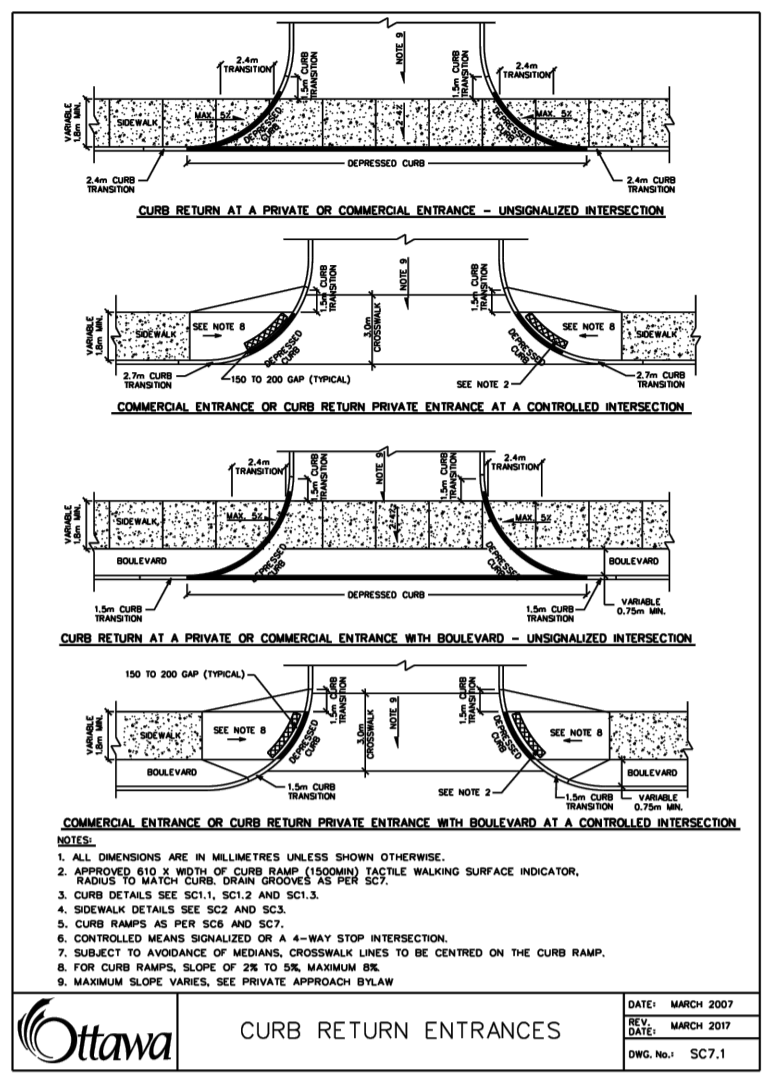 2.4m
TRANSITION
1.5m CURB
TRANSITION
NOTE 9
1.5m CURB
TRANSITION
2.4m
TRANSITION
VARIABLE
1.8m MIN.
SIDEWALK
MAX. 5%
DEPRESSED
CURB
2-4%
DEPRESSED
CURB
MAX. 5%
DEPRESSED CURB
2.4m CURB
TRANSITION
2.4m CURB
TRANSITION
CURB RETURN AT A PRIVATE OR COMMERCIAL ENTRANCE - UNSIGNALIZED INTERSECTION
1.5m CURB
TRANSITION
NOTE 9
1.5m CURB
TRANSITION
VARIABLE
1.8m MIN.
SIDEWALK
SEE NOTE 8
DEPRESSED
CURB
3.0m
CROSSWALK
DEPRESSED
CURB
SEE NOTE 8
SIDEWALK
2.7m CURB
TRANSITION
150 TO 200 GAP (TYPICAL)
SEE NOTE 2
2.7m CURB
TRANSITION
COMMERCIAL ENTRANCE OR CURB RETURN PRIVATE ENTRANCE AT A CONTROLLED INTERSECTION
2.4m
TRANSITION
1.5m CURB
TRANSITION
NOTE 9
1.5m CURB
TRANSITION
2.4m
TRANSITION
VARIABLE
1.8m MIN.
SIDEWALK
MAX. 5%
2-4%
MAX. 5%
BOULEVARD
DEPRESSED
CURB
DEPRESSED
CURB
BOULEVARD
DEPRESSED CURB
1.5m CURB
TRANSITION
1.5m CURB
TRANSITION
VARIABLE
0.75m MIN.
CURB RETURN AT A PRIVATE OR COMMERCIAL ENTRANCE WITH BOULEVARD - UNSIGNALIZED INTERSECTION
150 TO 200 GAP (TYPICAL)
1.5m CURB
TRANSITION
NOTE 9
1.5m CURB
TRANSITION
VARIABLE
1.8m MIN.
SIDEWALK
SEE NOTE 8
DEPRESSED
CURB
3.0m
CROSSWALK
DEPRESSED
CURB
SEE NOTE 8
SIDEWALK
BOULEVARD
BOULEVARD
1.5m CURB
TRANSITION
SEE NOTE 2
1.5m CURB
TRANSITION
VARIABLE
0.75m MIN.
COMMERCIAL ENTRANCE OR CURB RETURN PRIVATE ENTRANCE WITH BOULEVARD AT A CONTROLLED INTERSECTION
NOTES:
1. ALL DIMENSIONS ARE IN MILLIMETRES UNLESS SHOWN OTHERWISE.
2. APPROVED 610 X WIDTH OF CURB RAMP (1500MIN) TACTILE WALKING SURFACE INDICATOR,
RADIUS TO MATCH CURB. DRAIN GROOVES AS PER SC7.
3. CURB DETAILS SEE SC1.1, SC1.2 AND SC1.3.
4. SIDEWALK DETAILS SEE SC2 AND SC3.
5. CURB RAMPS AS PER SC6 AND SC7.
6. CONTROLLED MEANS SIGNALIZED OR A 4-WAY STOP INTERSECTION.
7. SUBJECT TO AVOIDANCE OF MEDIANS, CROSSWALK LINES TO BE CENTRED ON THE CURB RAMP.
8. FOR CURB RAMPS, SLOPE OF 2% TO 5%, MAXIMUM 8%.
9. MAXIMUM SLOPE VARIES, SEE PRIVATE APPROACH BYLAW
Ottawa
CURB RETURN ENTRANCES
DATE: MARCH 2007
REV.
DATE: MARCH 2017
DWG. No.: SC7.1